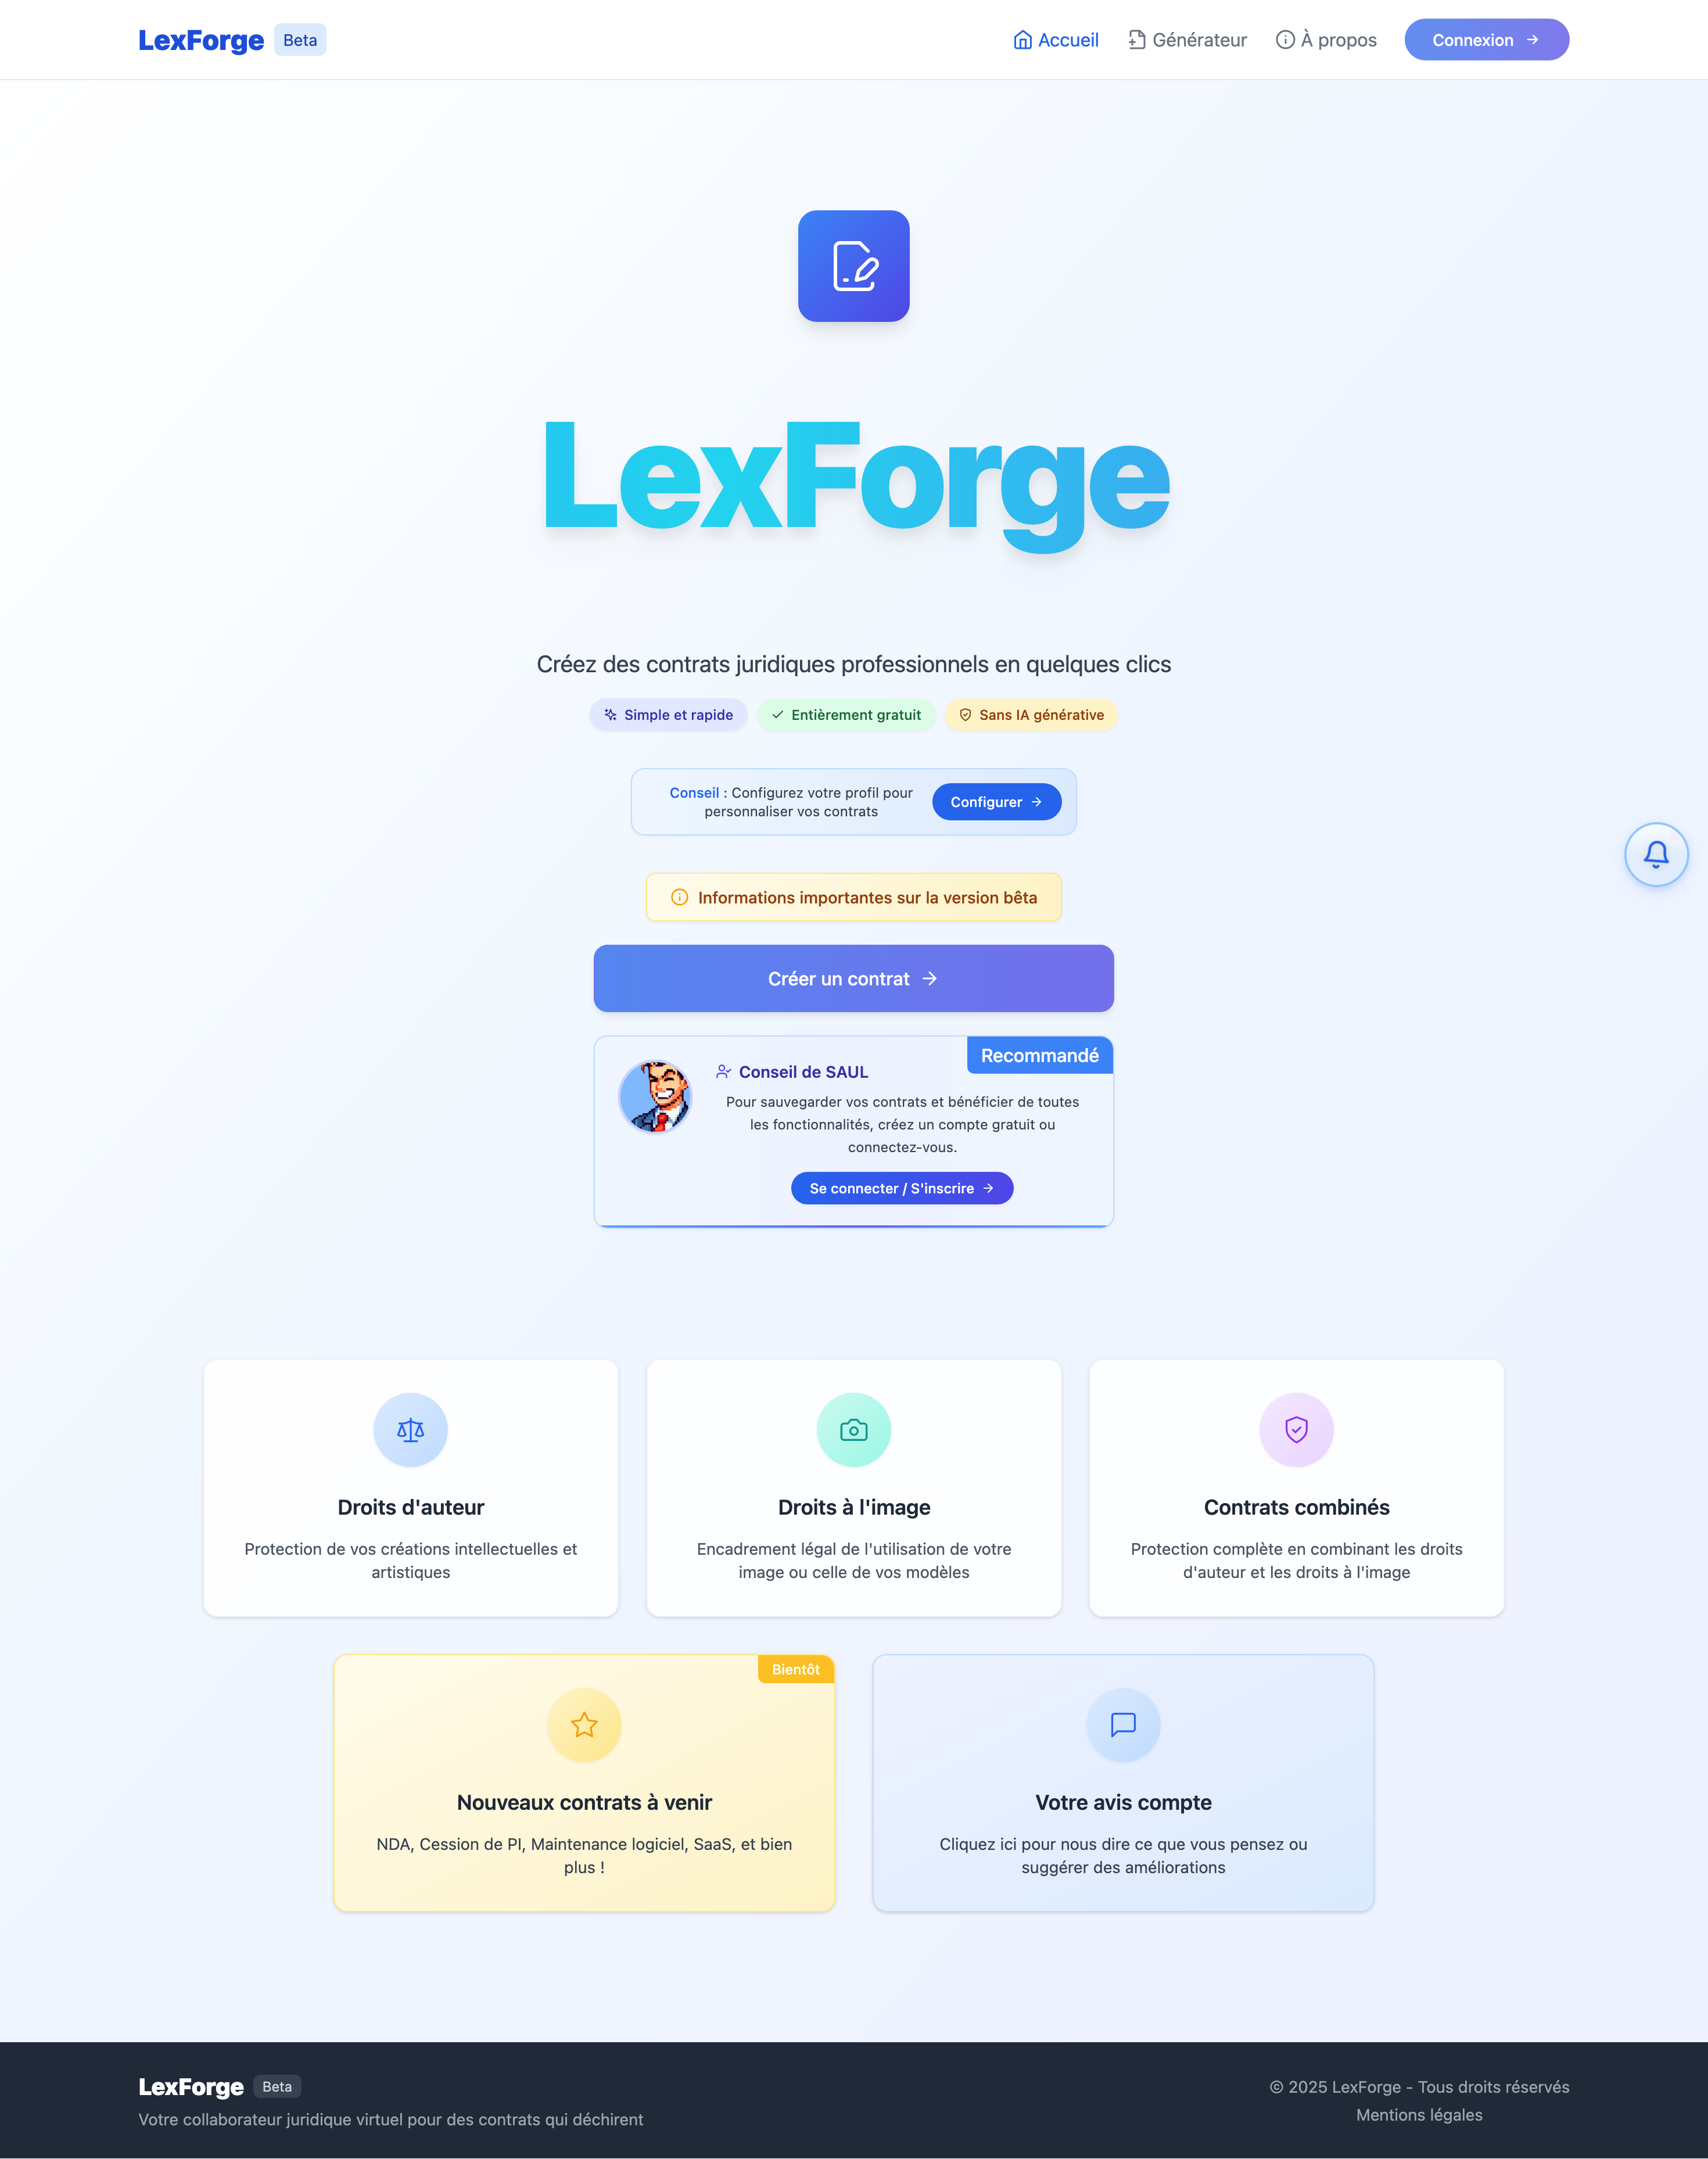 LexForge Beta
Accueil Générateur À propos Connexion
LexForge
Créez des contrats juridiques professionnels en quelques clics
Simple et rapide Entièrement gratuit Sans IA générative
Conseil : Configurez votre profil pour
personnaliser vos contrats
Configurer
Informations importantes sur la version bêta
Créer un contrat
Recommandé
Conseil de SAUL
Pour sauvegarder vos contrats et bénéficier de toutes
les fonctionnalités, créez un compte gratuit ou
connectez-vous.
Se connecter / S'inscrire
Droits d'auteur
Protection de vos créations intellectuelles et
artistiques
Droits à l'image
Encadrement légal de l'utilisation de votre
image ou celle de vos modèles
Contrats combinés
Protection complète en combinant les droits
d'auteur et les droits à l'image
Bientôt
Nouveaux contrats à venir
NDA, Cession de PI, Maintenance logiciel, SaaS, et bien
plus !
Votre avis compte
Cliquez ici pour nous dire ce que vous pensez ou
suggérer des améliorations
LexForge Beta
Votre collaborateur juridique virtuel pour des contrats qui déchirent
© 2025 LexForge - Tous droits réservés
Mentions légales